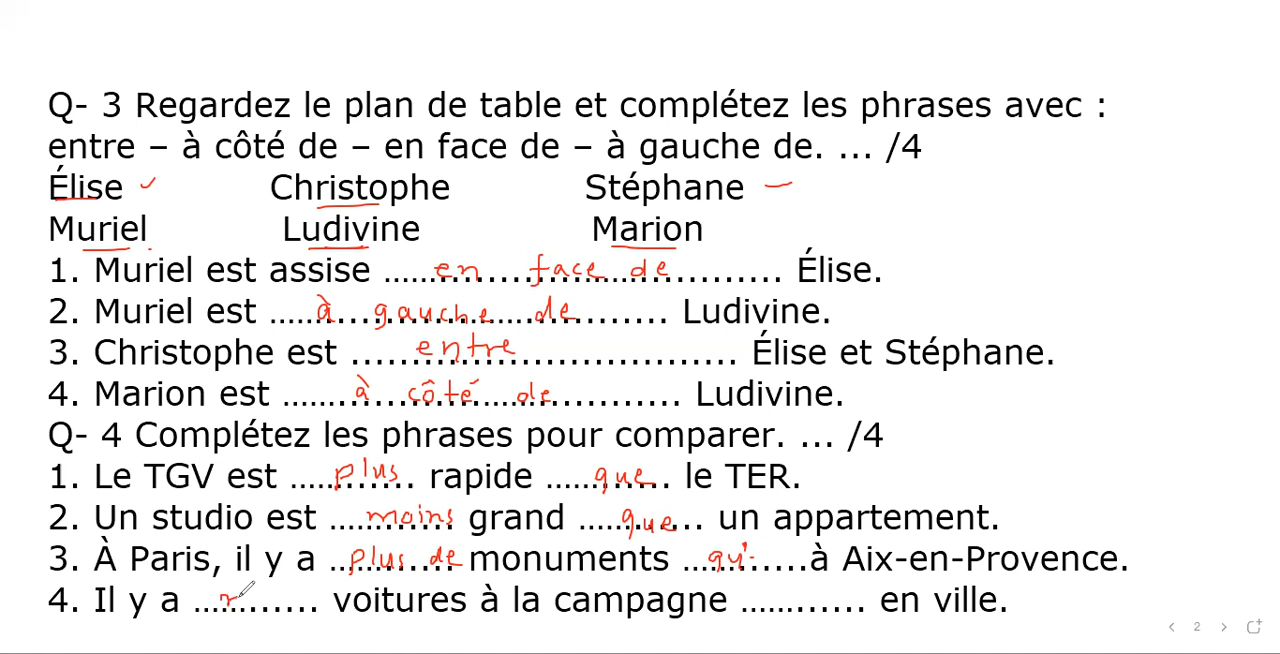 Q- 3 Regardez le plan de table et complétez les phrases avec :
entre – à côté de – en face de – à gauche de. ... /4
Élise Christophe Stéphane
Muriel Ludivine Marion
1. Muriel est assise ...... en face de ...... Élise.
2. Muriel est ...... à gauche de ...... Ludivine.
3. Christophe est ...... entre ...... Élise et Stéphane.
4. Marion est ...... à côté de ...... Ludivine.
Q- 4 Complétez les phrases pour comparer. ... /4
1. Le TGV est ... plus ... rapide ... que ... le TER.
2. Un studio est ... moins ... grand ... que ... un appartement.
3. À Paris, il y a ... plus de ... monuments ... qu' ... à Aix-en-Provence.
4. Il y a ............ voitures à la campagne ............ en ville.
2